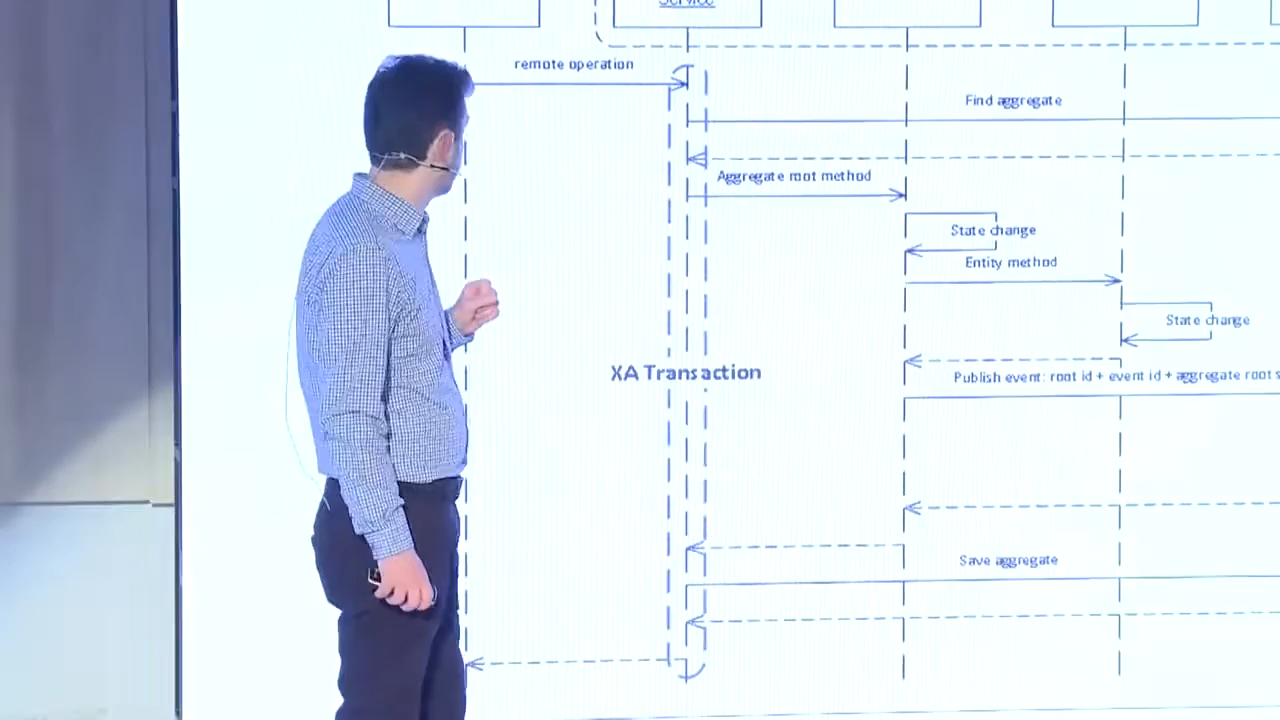 Service
remote operation
Find aggregate
Aggregate root method
State change
Entity method
State change
XA Transaction
Publish event: root id + event id + aggregate root s
Save aggregate